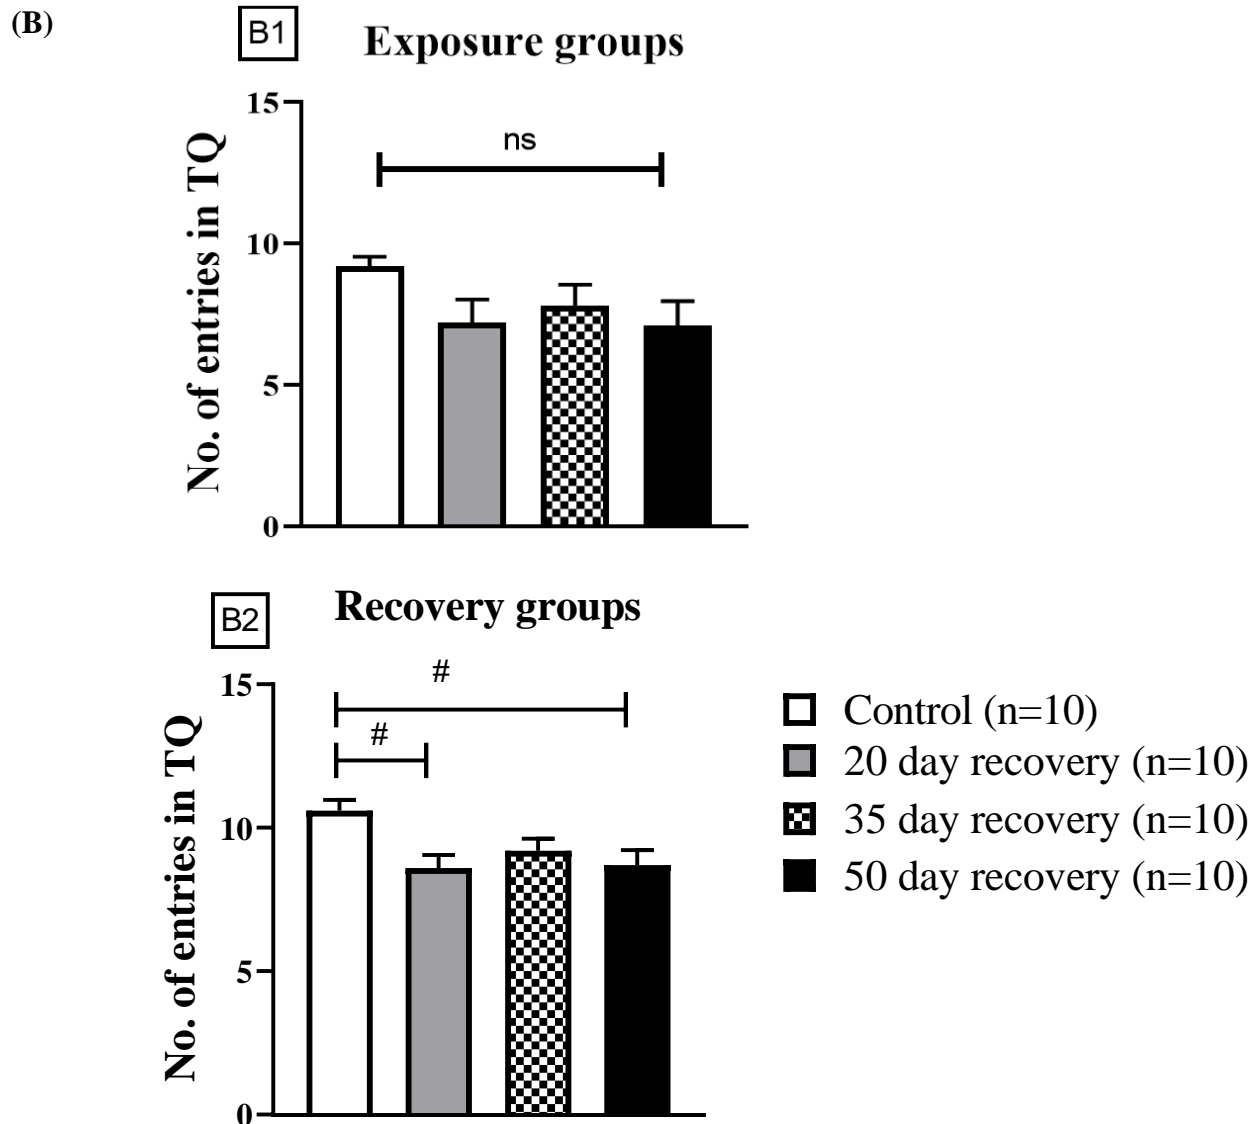 (B)
B1
Exposure groups
No. of entries in TQ
15
10
5
0
ns
B2
Recovery groups
No. of entries in TQ
15
10
5
0
#
#
Control (n=10)
20 day recovery (n=10)
35 day recovery (n=10)
50 day recovery (n=10)